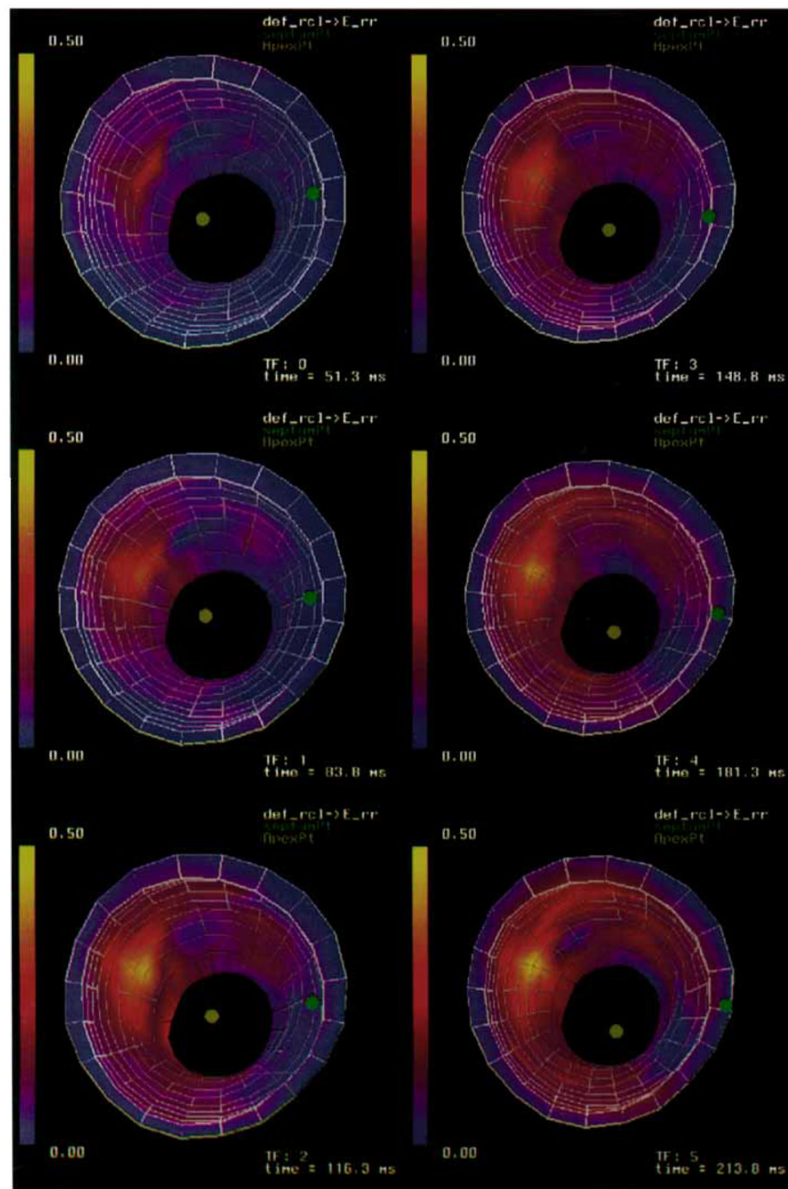 def_rcl->E_rr
septumPt
ApexPt
0.50
0.00
TF: 0
time = 51.3 ms
def_rcl->E_rr
septumPt
ApexPt
0.50
0.00
TF: 3
time = 148.8 ms
def_rcl->E_rr
septumPt
ApexPt
0.50
0.00
TF: 1
time = 83.8 ms
def_rcl->E_rr
septumPt
ApexPt
0.50
0.00
TF: 4
time = 181.3 ms
def_rcl->E_rr
septumPt
ApexPt
0.50
0.00
TF: 2
time = 116.3 ms
def_rcl->E_rr
septumPt
ApexPt
0.50
0.00
TF: 5
time = 213.8 ms